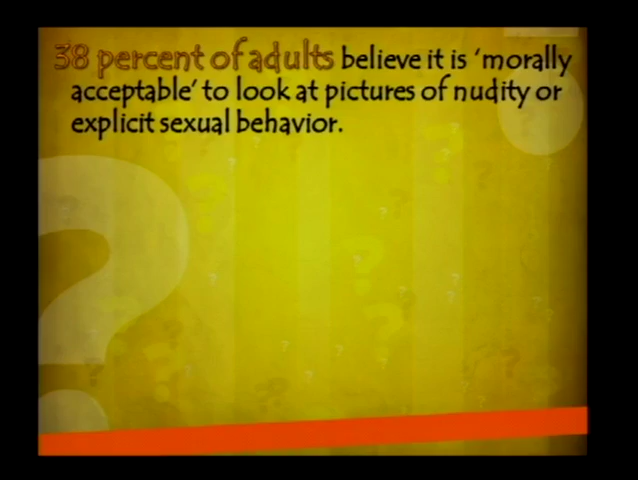 38 percent of adults believe it is ‘morally
acceptable’ to look at pictures of nudity or
explicit sexual behavior.